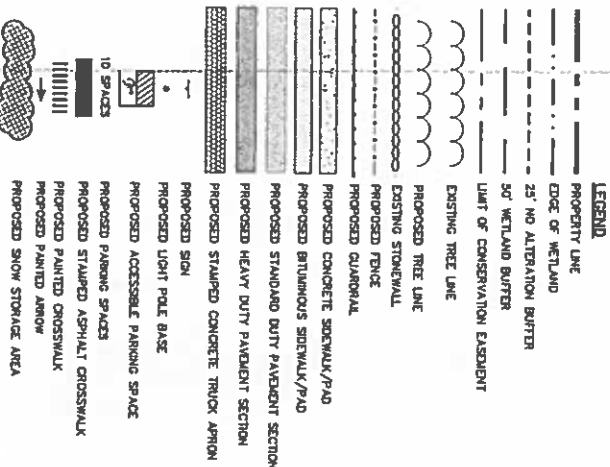 LEGEND
PROPERTY LINE
EDGE OF WETLAND
25' NO ALTERATION BUFFER
50' WETLAND BUFFER
LIMIT OF CONSERVATION EASEMENT
EXISTING TREE LINE
PROPOSED TREE LINE
EXISTING STONEWALL
PROPOSED FENCE
PROPOSED GUARDRAIL
PROPOSED CONCRETE SIDEWALK/PAD
PROPOSED BITUMINOUS SIDEWALK/PAD
PROPOSED STANDARD DUTY PAVEMENT SECTION
PROPOSED HEAVY DUTY PAVEMENT SECTION
PROPOSED STAMPED CONCRETE TRUCK APRON
PROPOSED SIGN
PROPOSED LIGHT POLE BASE
PROPOSED ACCESSIBLE PARKING SPACE
10 SPACES PROPOSED PARKING SPACES
PROPOSED STAMPED ASPHALT CROSSWALK
PROPOSED PAINTED CROSSWALK
PROPOSED PAINTED ARROW
PROPOSED SNOW STORAGE AREA